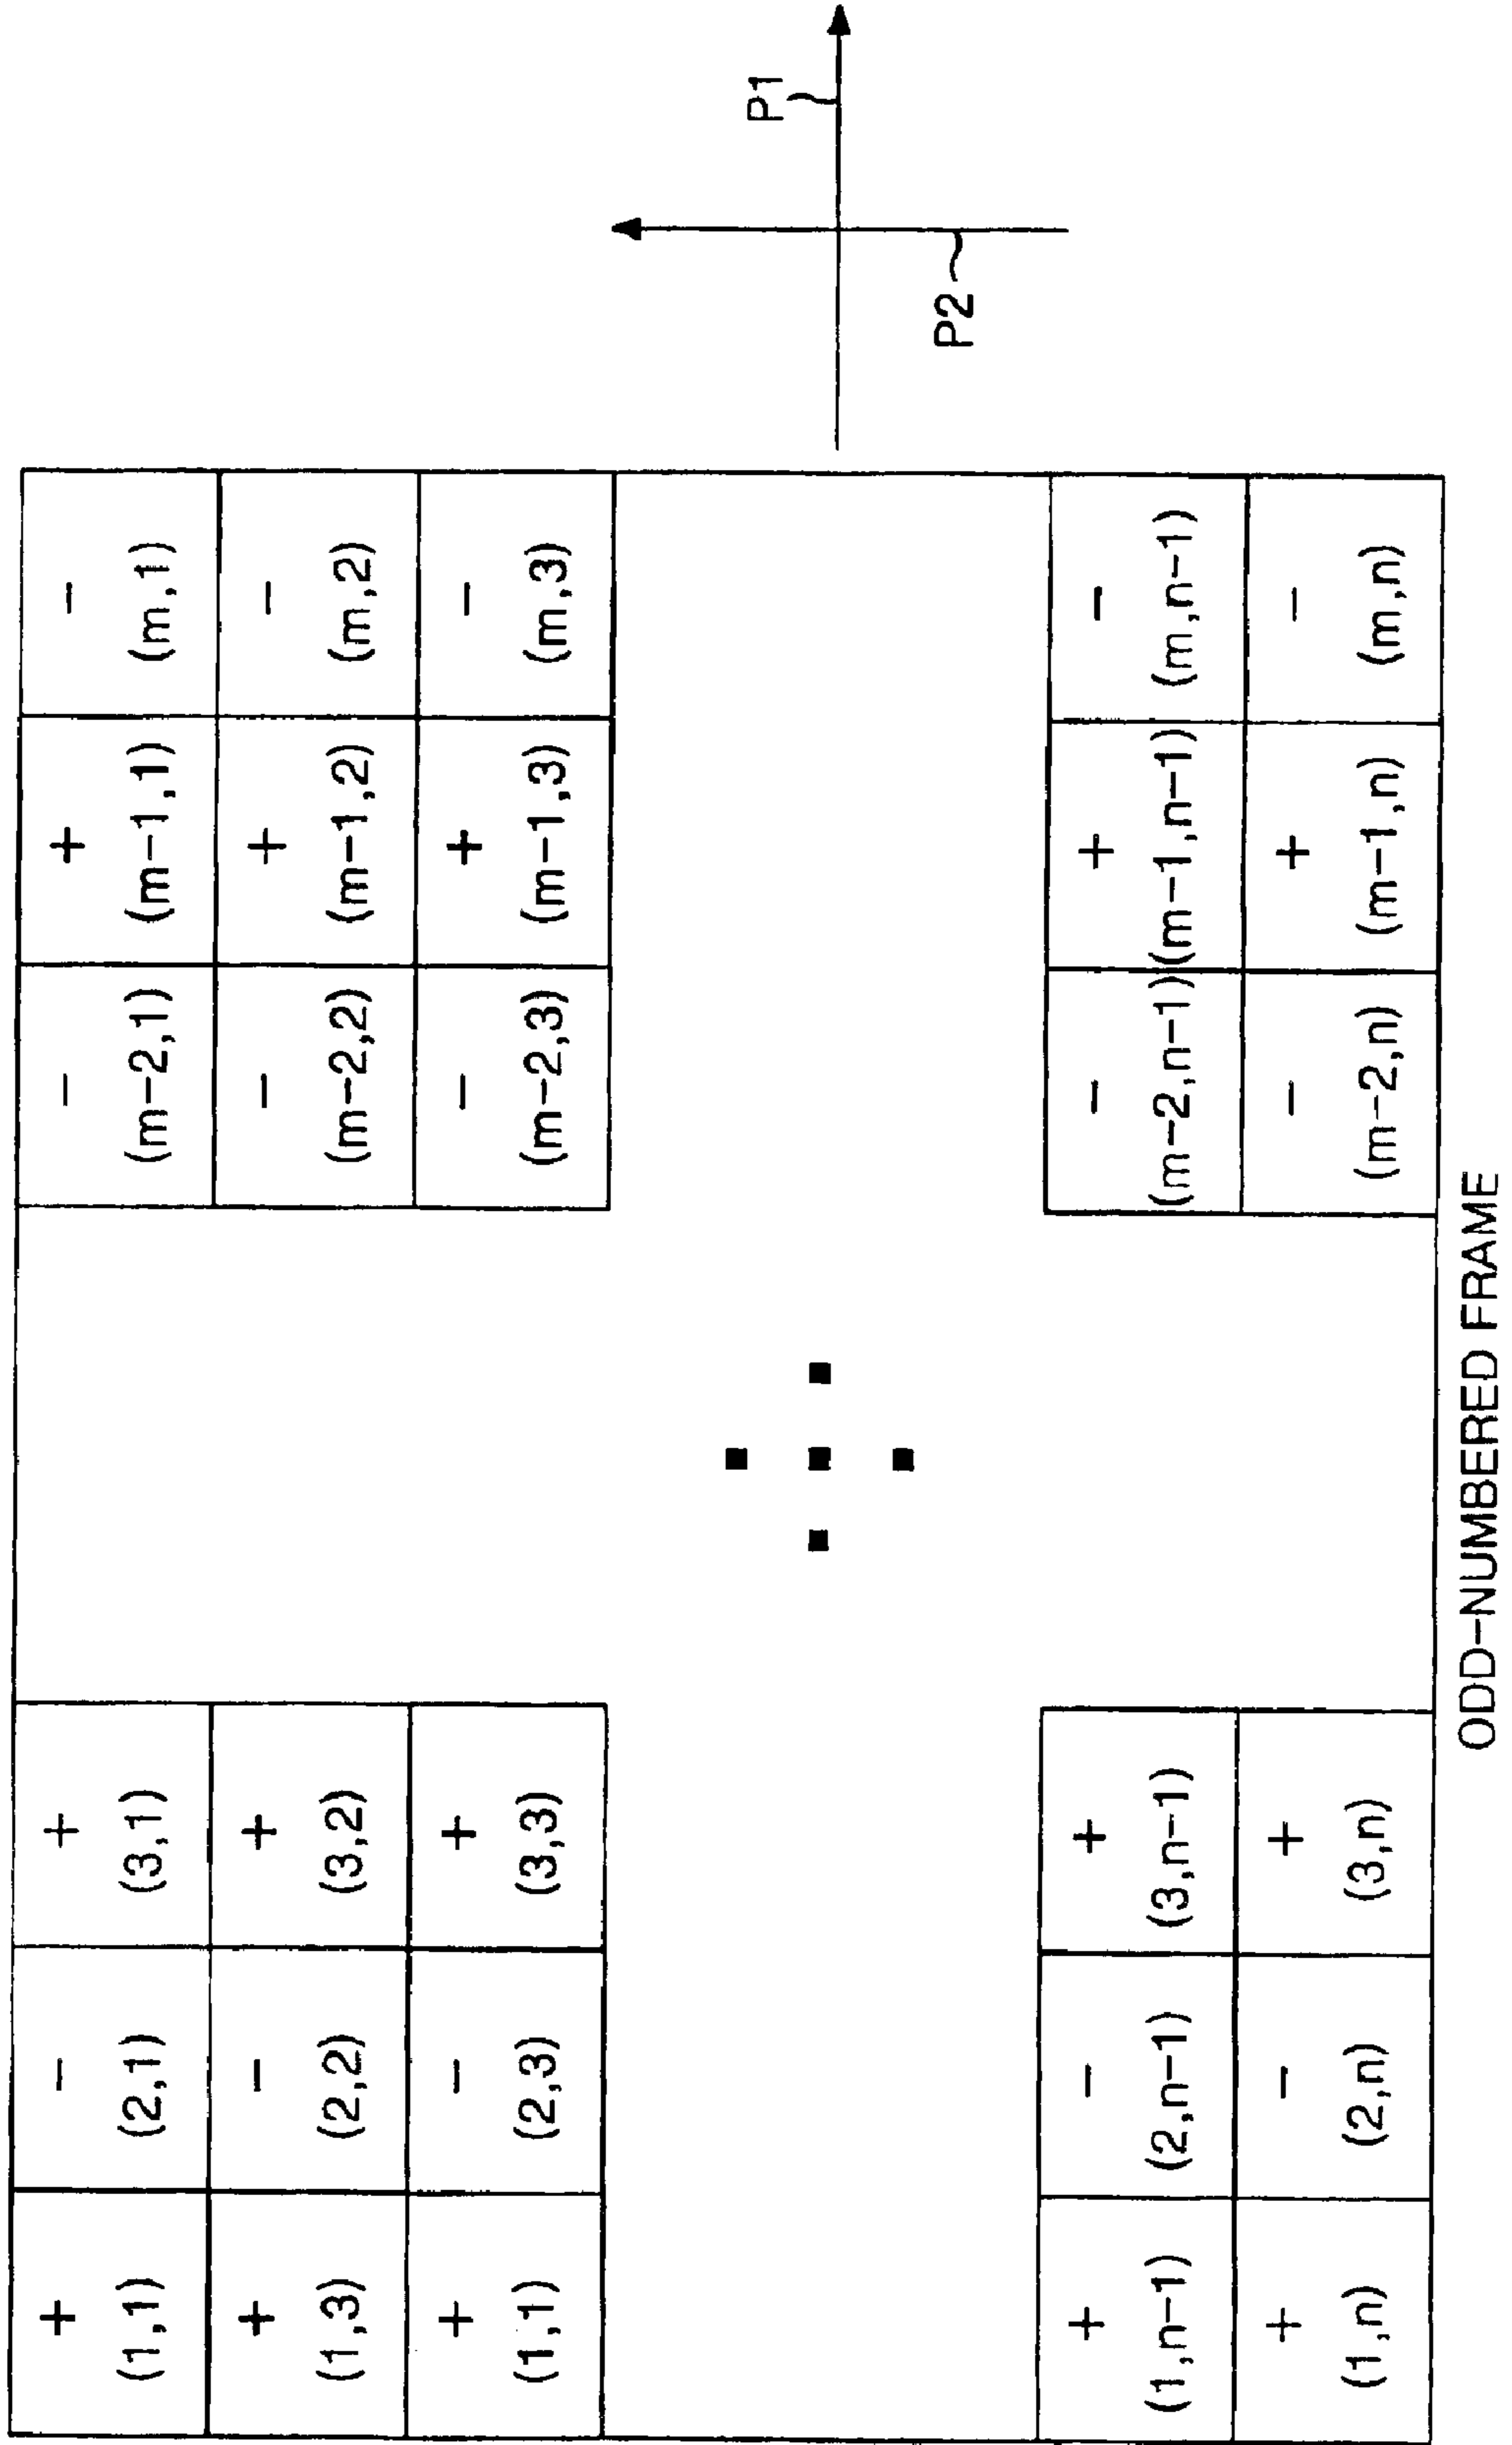 + − + − + −
(1,1) (2,1) (3,1) (m−2,1) (m−1,1) (m,1)
+ − + − + −
(1,3) (2,2) (3,2) (m−2,2) (m−1,2) (m,2)
+ − + − + −
(1,1) (2,3) (3,3) (m−2,3) (m−1,3) (m,3)
P1
P2
+ − + − + −
(1,n−1) (2,n−1) (3,n−1) (m−2,n−1) (m−1,n−1) (m,n−1)
+ − + − + −
(1,n) (2,n) (3,n) (m−2,n) (m−1,n) (m,n)
ODD−NUMBERED FRAME